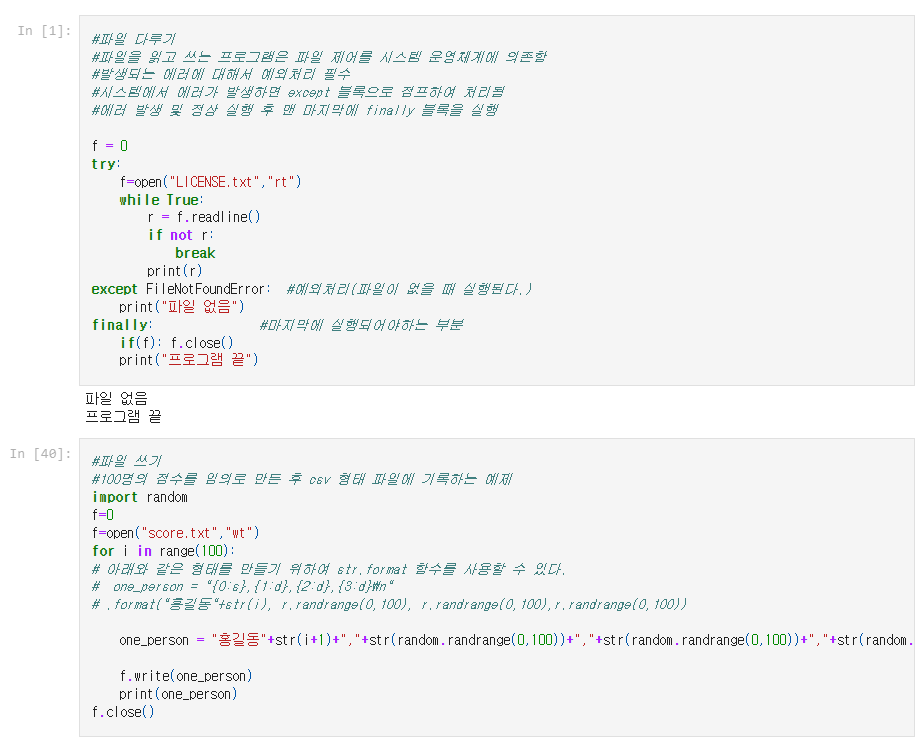 In [1]:
#파일 다루기
#파일을 읽고 쓰는 프로그램은 파일 제어를 시스템 운영체계에 의존함
#발생되는 에러에 대해서 예외처리 필수
#시스템에서 에러가 발생하면 except 블록으로 점프하여 처리됨
#에러 발생 및 정상 실행 후 맨 마지막에 finally 블록을 실행
f = 0
try:
    f=open("LICENSE.txt","rt")
    while True:
        r = f.readline()
        if not r:
            break
        print(r)
except FileNotFoundError:  #예외처리(파일이 없을 때 실행된다.)
    print("파일 없음")
finally:               #마지막에 실행되어야하는 부분
    if(f): f.close()
    print("프로그램 끝")
파일 없음
프로그램 끝
In [40]:
#파일 쓰기
#100명의 점수를 임의로 만든 후 csv 형태 파일에 기록하는 예제
import random
f=0
f=open("score.txt","wt")
for i in range(100):
# 아래와 같은 형태를 만들기 위하여 str.format 함수를 사용할 수 있다.
#  one_person = "{0:s},{1:d},{2:d},{3:d}\n"
# .format("홍길동"+str(i), r.randrange(0,100), r.randrange(0,100),r.randrange(0,100))
    one_person = "홍길동"+str(i+1)+","+str(random.randrange(0,100))+","+str(random.randrange(0,100))+","+str(random.
    f.write(one_person)
    print(one_person)
f.close()